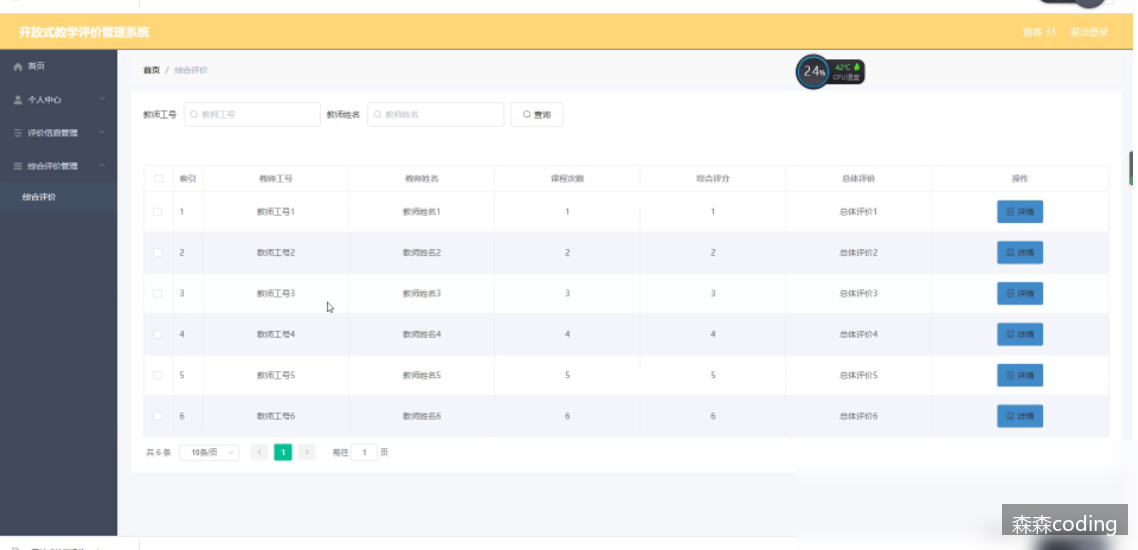 开放式教学评价管理系统
游客 33 退出登录
首页
个人中心
评价信息管理
综合评价管理
综合评价
首页 / 综合评价
24% 42℃
CPU温度
教师工号 教师工号 教师姓名 教师姓名 查询
索引 教师工号 教师姓名 课程次数 综合评分 总体评价 操作
1 教师工号1 教师姓名1 1 1 总体评价1 详情
2 教师工号2 教师姓名2 2 2 总体评价2 详情
3 教师工号3 教师姓名3 3 3 总体评价3 详情
4 教师工号4 教师姓名4 4 4 总体评价4 详情
5 教师工号5 教师姓名5 5 5 总体评价5 详情
6 教师工号6 教师姓名6 6 6 总体评价6 详情
共 6 条 10条/页 < 1 > 前往 1 页
森森coding